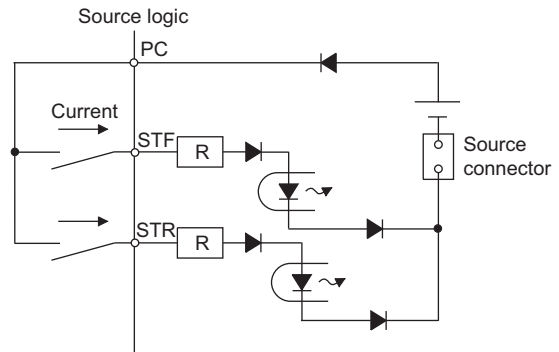 Source logic
PC
Current
STF
R
Source
connector
STR
R